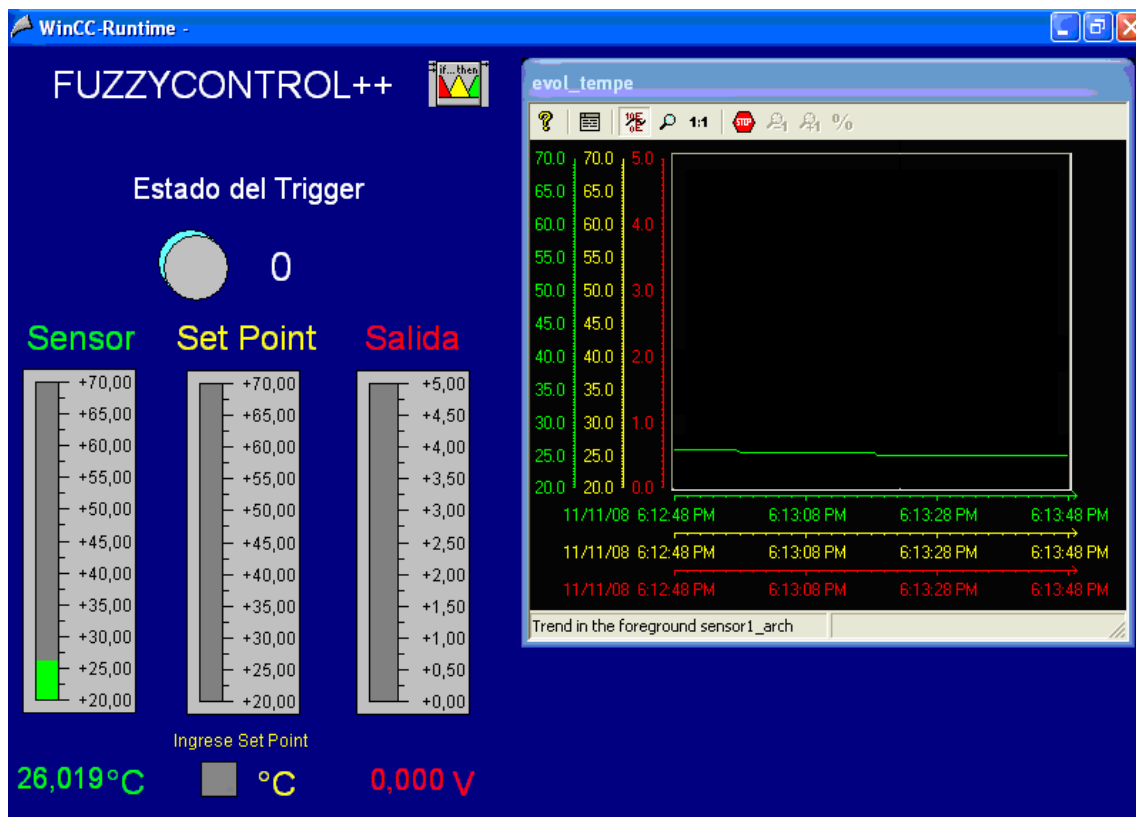 WinCC-Runtime -
FUZZYCONTROL++
if...then
Estado del Trigger
0
Sensor Set Point Salida
+70,00 +70,00 +5,00
+65,00 +65,00 +4,50
+60,00 +60,00 +4,00
+55,00 +55,00 +3,50
+50,00 +50,00 +3,00
+45,00 +45,00 +2,50
+40,00 +40,00 +2,00
+35,00 +35,00 +1,50
+30,00 +30,00 +1,00
+25,00 +25,00 +0,50
+20,00 +20,00 +0,00
Ingrese Set Point
26,019°C °C 0,000 V
evol_tempe
1:1 STOP %
70.0 70.0 5.0
65.0 65.0
60.0 60.0 4.0
55.0 55.0
50.0 50.0 3.0
45.0 45.0
40.0 40.0 2.0
35.0 35.0
30.0 30.0 1.0
25.0 25.0
20.0 20.0 0.0
11/11/08 6:12:48 PM 6:13:08 PM 6:13:28 PM 6:13:48 PM
11/11/08 6:12:48 PM 6:13:08 PM 6:13:28 PM 6:13:48 PM
11/11/08 6:12:48 PM 6:13:08 PM 6:13:28 PM 6:13:48 PM
Trend in the foreground sensor1_arch